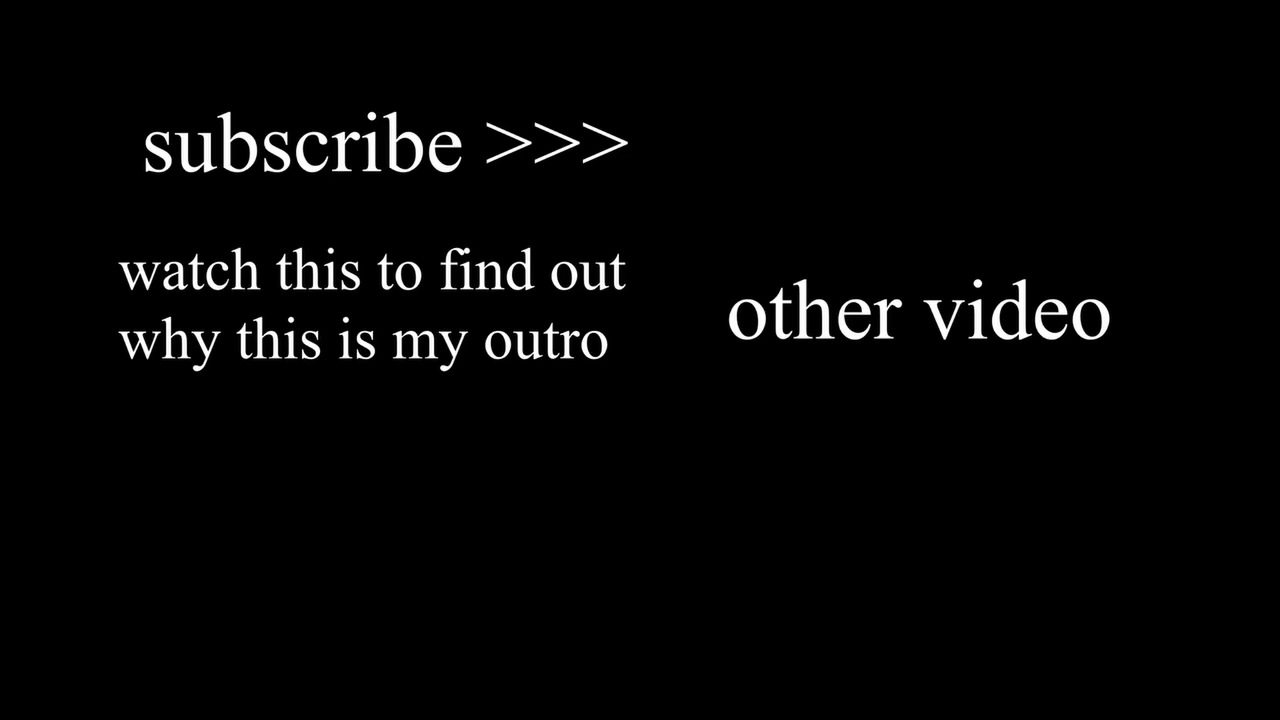 subscribe >>>
watch this to find out
why this is my outro
other video